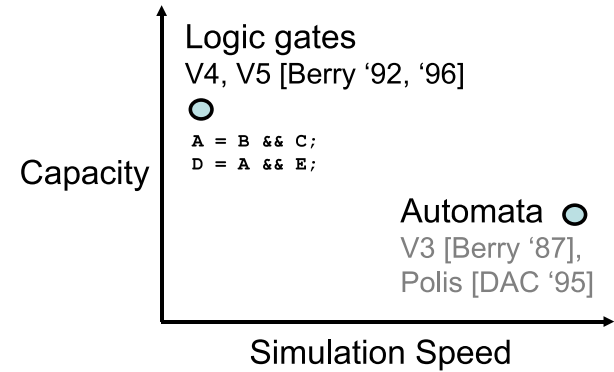 Logic gates
V4, V5 [Berry ‘92, ‘96]
A = B && C;
D = A && E;
Capacity
Automata
V3 [Berry ‘87],
Polis [DAC ‘95]
Simulation Speed